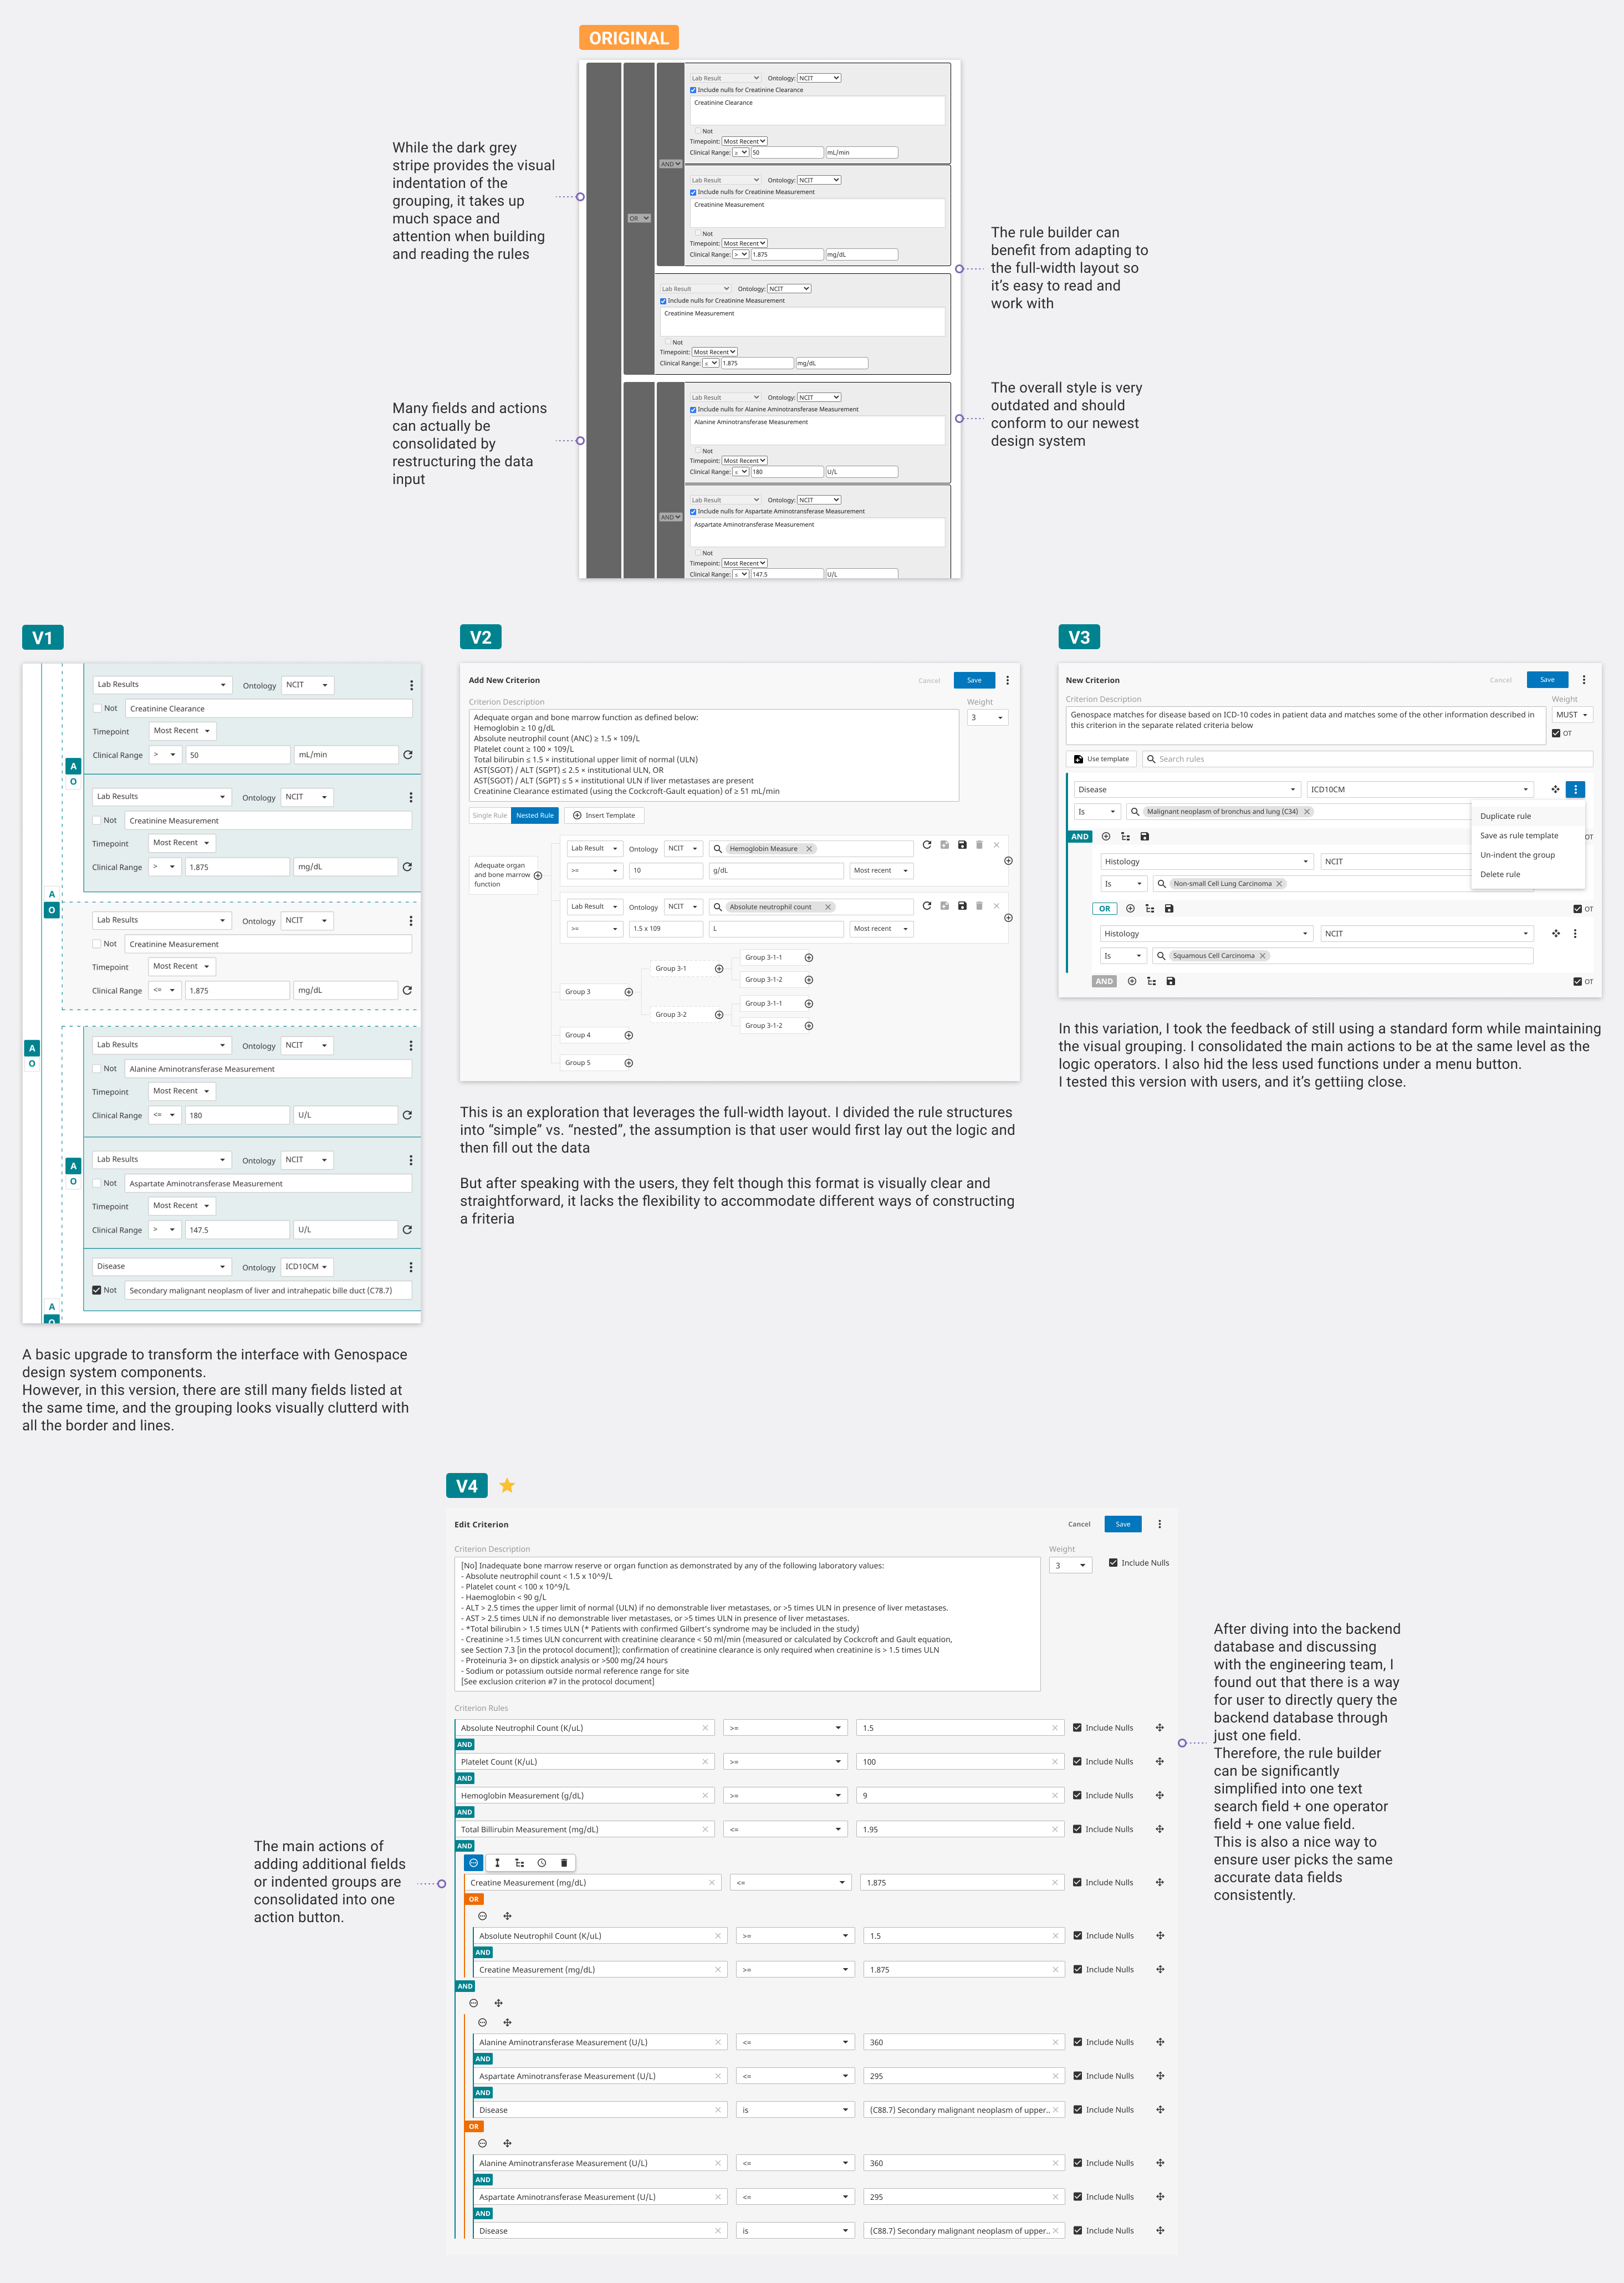 ORIGINAL
While the dark grey
stripe provides the visual
indentation of the
grouping, it takes up
much space and
attention when building
and reading the rules
Many fields and actions
can actually be
consolidated by
restructuring the data
input
Lab Result Ontology: NCIT
Include nulls for Creatinine Clearance
Creatinine Clearance
Not
Timepoint: Most Recent
AND
Clinical Range: ≥ 50 mL/min
Lab Result Ontology: NCIT
Include nulls for Creatinine Measurement
Creatinine Measurement
OR
Not
Timepoint: Most Recent
Clinical Range: > 1.875 mg/dL
Lab Result Ontology: NCIT
Include nulls for Creatinine Measurement
Creatinine Measurement
Not
Timepoint: Most Recent
Clinical Range: ≤ 1.875 mg/dL
Lab Result Ontology: NCIT
Include nulls for Alanine Aminotransferase Measurement
Alanine Aminotransferase Measurement
Not
Timepoint: Most Recent
Clinical Range: ≤ 180 U/L
Lab Result Ontology: NCIT
Include nulls for Aspartate Aminotransferase Measurement
AND
Aspartate Aminotransferase Measurement
Not
Timepoint: Most Recent
Clinical Range: ≤ 147.5 U/L
The rule builder can
benefit from adapting to
the full-width layout so
it's easy to read and
work with
The overall style is very
outdated and should
conform to our newest
design system
V1
Lab Results Ontology NCIT
Not Creatinine Clearance
Timepoint Most Recent
Clinical Range > 50 mL/min
A
O
Lab Results Ontology NCIT
Not Creatinine Measurement
Timepoint Most Recent
Clinical Range > 1.875 mg/dL
A
O
Lab Results Ontology NCIT
Not Creatinine Measurement
Timepoint Most Recent
Clinical Range <= 1.875 mg/dL
A
O
Lab Results Ontology NCIT
Not Alanine Aminotransferase Measurement
Timepoint Most Recent
Clinical Range <= 180 U/L
A
O
Lab Results Ontology NCIT
Not Aspartate Aminotransferase Measurement
Timepoint Most Recent
Clinical Range > 147.5 U/L
Disease Ontology ICD10CM
Not Secondary malignant neoplasm of liver and intrahepatic bille duct (C78.7)
A
O
A basic upgrade to transform the interface with Genospace
design system components.
However, in this version, there are still many fields listed at
the same time, and the grouping looks visually clutterd with
all the border and lines.
V2
Add New Criterion Cancel Save
Criterion Description Weight
3
Adequate organ and bone marrow function as defined below:
Hemoglobin ≥ 10 g/dL
Absolute neutrophil count (ANC) ≥ 1.5 × 109/L
Platelet count ≥ 100 × 109/L
Total bilirubin ≤ 1.5 × institutional upper limit of normal (ULN)
AST(SGOT) / ALT (SGPT) ≤ 2.5 × institutional ULN, OR
AST(SGOT) / ALT (SGPT) ≤ 5 × institutional ULN if liver metastases are present
Creatinine Clearance estimated (using the Cockcroft-Gault equation) of ≥ 51 mL/min
Single Rule Nested Rule Insert Template
Adequate organ
and bone marrow
function
Lab Result Ontology NCIT Hemoglobin Measure
>= 10 g/dL Most recent
Lab Result Ontology NCIT Absolute neutrophil count
>= 1.5 x 109 L Most recent
Group 3
Group 3-1
Group 3-1-1
Group 3-1-2
Group 3-2
Group 3-1-1
Group 3-1-2
Group 4
Group 5
This is an exploration that leverages the full-width layout. I divided the rule structures
into “simple” vs. “nested”, the assumption is that user would first lay out the logic and
then fill out the data
But after speaking with the users, they felt though this format is visually clear and
straightforward, it lacks the flexibility to accommodate different ways of constructing
a friteria
V3
New Criterion Cancel Save
Criterion Description Weight
Genospace matches for disease based on ICD-10 codes in patient data and matches some of the other information described in
this criterion in the separate related criteria below
MUST
OT
Use template Search rules
Disease ICD10CM
Is Malignant neoplasm of bronchus and lung (C34)
Duplicate rule
Save as rule template
Un-indent the group
Delete rule
AND OT
Histology NCIT
Is Non-small Cell Lung Carcinoma
OR OT
Histology NCIT
Is Squamous Cell Carcinoma
AND OT
In this variation, I took the feedback of still using a standard form while maintaining
the visual grouping. I consolidated the main actions to be at the same level as the
logic operators. I also hid the less used functions under a menu button.
I tested this version with users, and it's gettiing close.
V4
Edit Criterion Cancel Save
Criterion Description Weight
3 Include Nulls
[No] Inadequate bone marrow reserve or organ function as demonstrated by any of the following laboratory values:
- Absolute neutrophil count < 1.5 x 10^9/L
- Platelet count < 100 x 10^9/L
- Haemoglobin < 90 g/L
- ALT > 2.5 times the upper limit of normal (ULN) if no demonstrable liver metastases, or >5 times ULN in presence of liver metastases.
- AST > 2.5 times ULN if no demonstrable liver metastases, or >5 times ULN in presence of liver metastases.
- *Total bilirubin > 1.5 times ULN (* Patients with confirmed Gilbert's syndrome may be included in the study)
- Creatinine >1.5 times ULN concurrent with creatinine clearance < 50 ml/min (measured or calculated by Cockcroft and Gault equation,
see Section 7.3 [in the protocol document]); confirmation of creatinine clearance is only required when creatinine is > 1.5 times ULN
- Proteinuria 3+ on dipstick analysis or >500 mg/24 hours
- Sodium or potassium outside normal reference range for site
[See exclusion criterion #7 in the protocol document]
Criterion Rules
Absolute Neutrophil Count (K/uL) >= 1.5 Include Nulls
AND
Platelet Count (K/uL) >= 100 Include Nulls
AND
Hemoglobin Measurement (g/dL) >= 9 Include Nulls
AND
Total Billirubin Measurement (mg/dL) <= 1.95 Include Nulls
AND
Creatine Measurement (mg/dL) <= 1.875 Include Nulls
OR
Absolute Neutrophil Count (K/uL) >= 1.5 Include Nulls
AND
Creatine Measurement (mg/dL) >= 1.875 Include Nulls
AND
Alanine Aminotransferase Measurement (U/L) <= 360 Include Nulls
AND
Aspartate Aminotransferase Measurement (U/L) <= 295 Include Nulls
AND
Disease is (C88.7) Secondary malignant neoplasm of upper.. Include Nulls
OR
Alanine Aminotransferase Measurement (U/L) <= 360 Include Nulls
AND
Aspartate Aminotransferase Measurement (U/L) <= 295 Include Nulls
AND
Disease is (C88.7) Secondary malignant neoplasm of upper.. Include Nulls
The main actions of
adding additional fields
or indented groups are
consolidated into one
action button.
After diving into the backend
database and discussing
with the engineering team, I
found out that there is a way
for user to directly query the
backend database through
just one field.
Therefore, the rule builder
can be significantly
simplified into one text
search field + one operator
field + one value field.
This is also a nice way to
ensure user picks the same
accurate data fields
consistently.